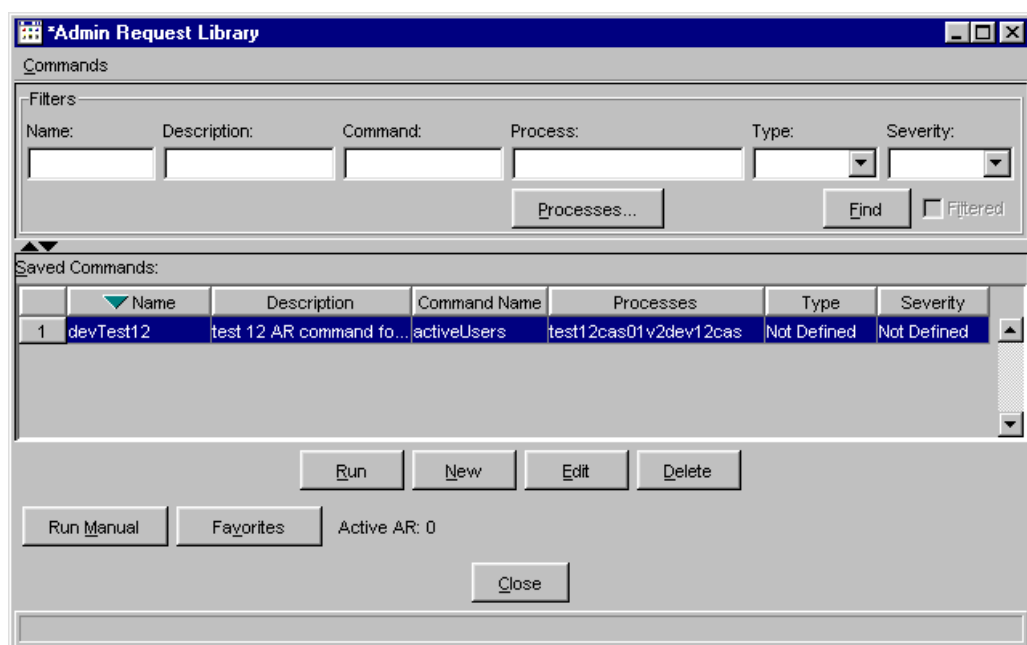 *Admin Request Library
Commands
Filters
Name: Description: Command: Process: Type: Severity:
Processes... Find Filtered
Saved Commands:
Name Description Command Name Processes Type Severity
1 devTest12 test 12 AR command fo... activeUsers test12cas01v2dev12cas Not Defined Not Defined
Run New Edit Delete
Run Manual Favorites Active AR: 0
Close